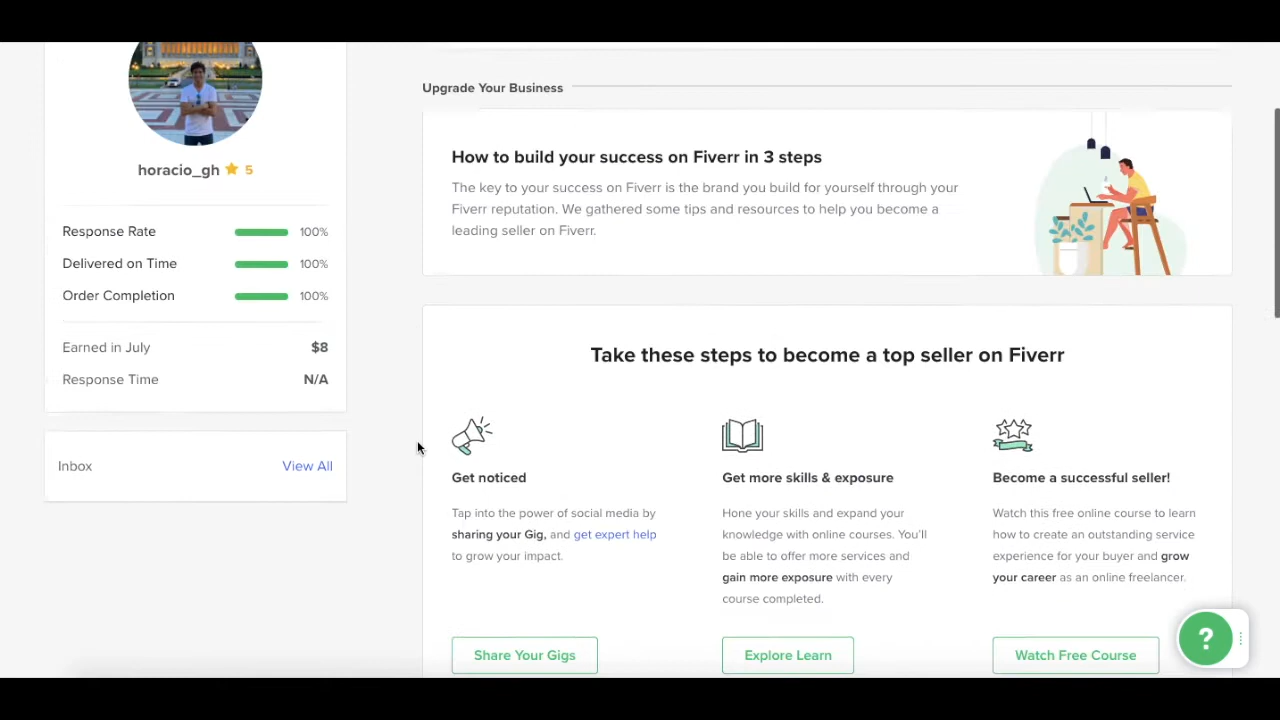 horacio_gh 5
Response Rate 100%
Delivered on Time 100%
Order Completion 100%
Earned in July $8
Response Time N/A
Inbox View All
Upgrade Your Business
How to build your success on Fiverr in 3 steps
The key to your success on Fiverr is the brand you build for yourself through your
Fiverr reputation. We gathered some tips and resources to help you become a
leading seller on Fiverr.
Take these steps to become a top seller on Fiverr
Get noticed
Tap into the power of social media by
sharing your Gig, and get expert help
to grow your impact.
Share Your Gigs
Get more skills & exposure
Hone your skills and expand your
knowledge with online courses. You'll
be able to offer more services and
gain more exposure with every
course completed.
Explore Learn
Become a successful seller!
Watch this free online course to learn
how to create an outstanding service
experience for your buyer and grow
your career as an online freelancer.
Watch Free Course
?